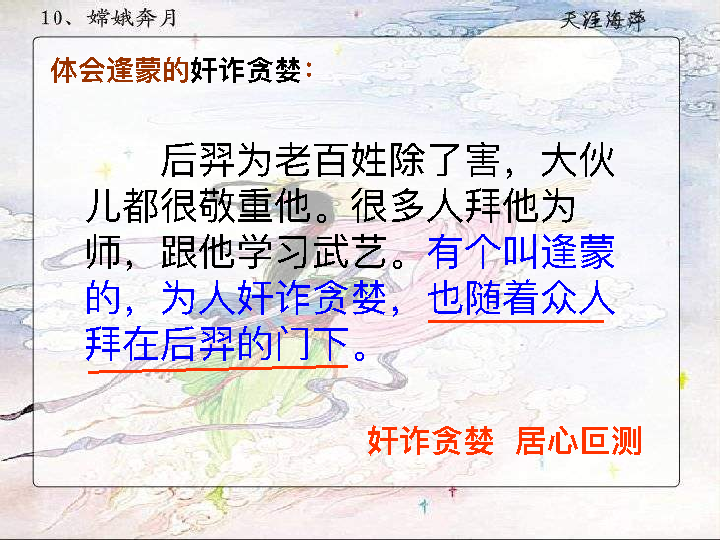 10、嫦娥奔月
天涯海萍
体会逄蒙的奸诈贪婪：
后羿为老百姓除了害，大伙
儿都很敬重他。很多人拜他为
师，跟他学习武艺。有个叫逄蒙
的，为人奸诈贪婪，也随着众人
拜在后羿的门下。
奸诈贪婪 居心叵测